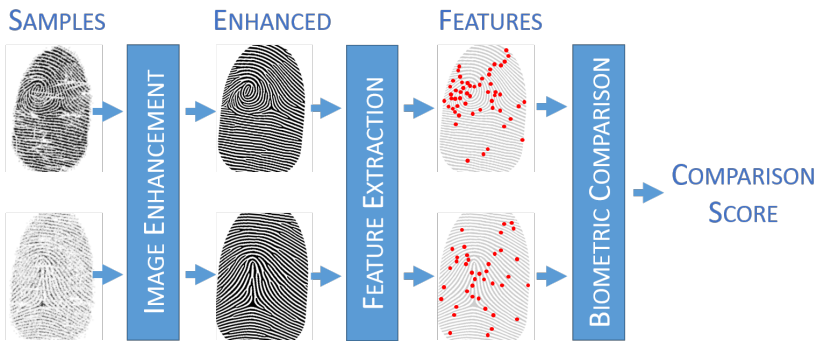 SAMPLES
ENHANCED
FEATURES
IMAGE ENHANCEMENT
FEATURE EXTRACTION
BIOMETRIC COMPARISON
COMPARISON
SCORE